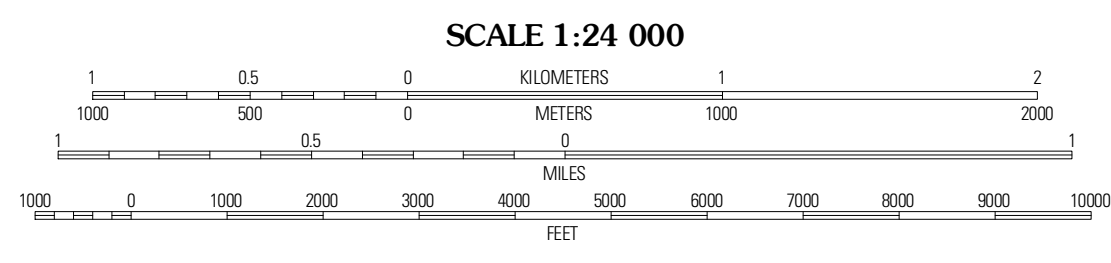 SCALE 1:24 000
1 0.5 0 KILOMETERS 1 2
1000 500 0 METERS 1000 2000
1 0.5 0 1
MILES
1000 0 1000 2000 3000 4000 5000 6000 7000 8000 9000 10000
FEET